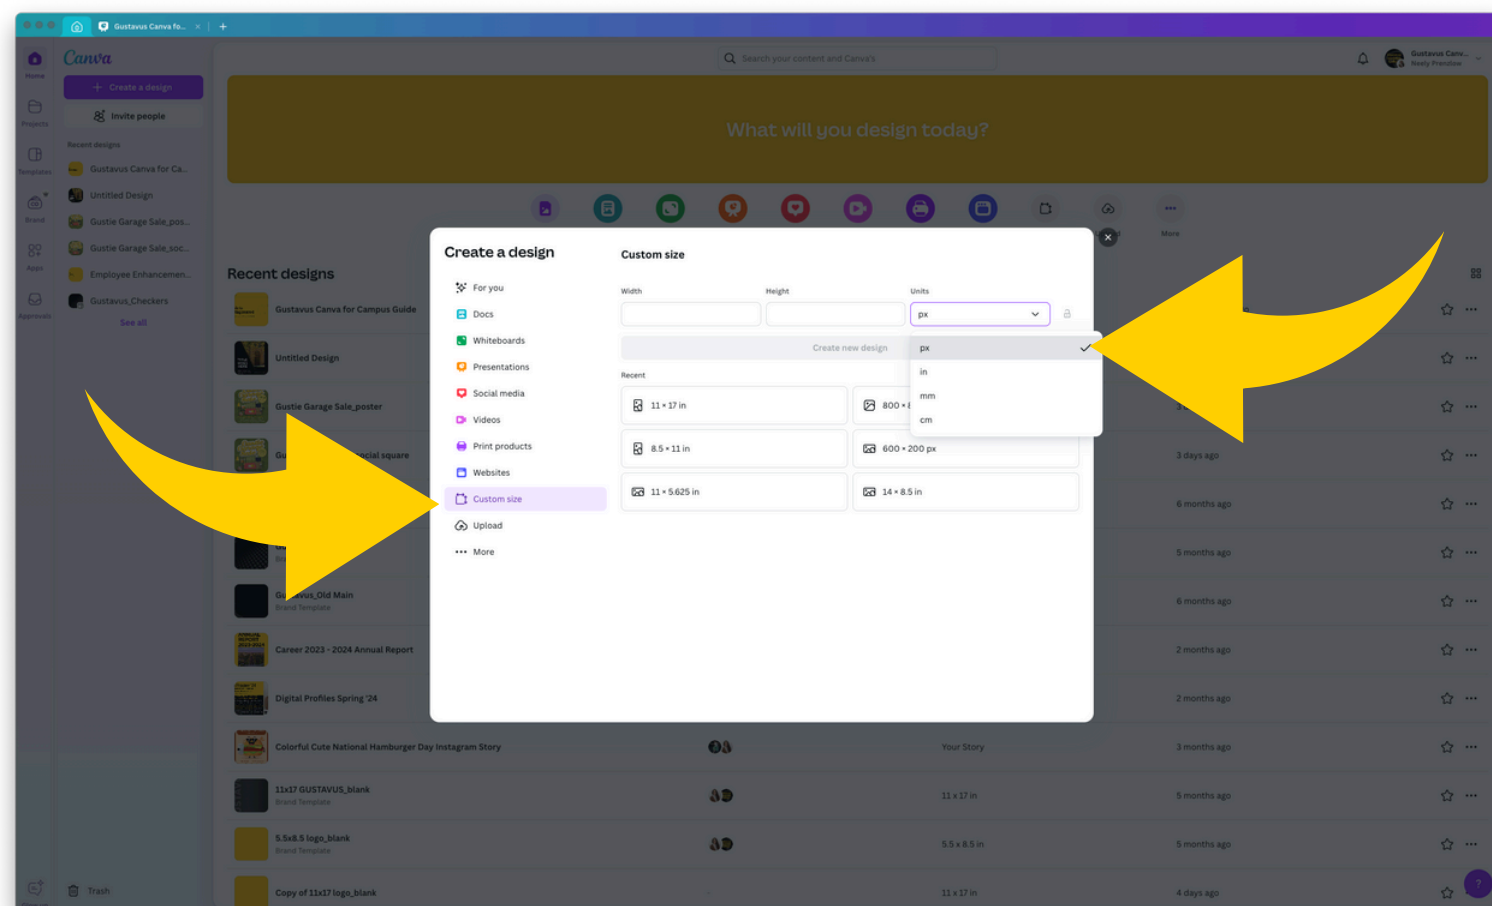 Gustavus Canva fo...
Canva
Search your content and Canva's
Gustavus Canv...
Neely Prendow
Home
Create a design
Invite people
Projects
Recent designs
Templates
Gustavus Canva for Ca...
Untitled Design
Brand
Gustie Garage Sale_pos...
Gustie Garage Sale_soc...
Apps
Employee Enhancemen...
Gustavus_Checkers
Approvals
See all
Trash
What will you design today?
More
Recent designs
Gustavus Canva for Campus Guide
Untitled Design
Gustie Garage Sale_poster
social square
3 days ago
6 months ago
5 months ago
Old Main
Brand Template
6 months ago
Career 2023 - 2024 Annual Report
2 months ago
Digital Profiles Spring '24
2 months ago
Colorful Cute National Hamburger Day Instagram Story
Your Story
3 months ago
11x17 GUSTAVUS_blank
Brand Template
11 x 17 in
5 months ago
5.5x8.5 logo_blank
Brand Template
5.5 x 8.5 in
5 months ago
Copy of 11x17 logo_blank
11 x 17 in
4 days ago
?
Create a design
For you
Docs
Whiteboards
Presentations
Social media
Videos
Print products
Websites
Custom size
Upload
More
Custom size
Width
Height
Units
px
Create new design
px
in
mm
cm
Recent
11 × 17 in
800 ×
8.5 × 11 in
600 × 200 px
11 × 5.625 in
14 × 8.5 in